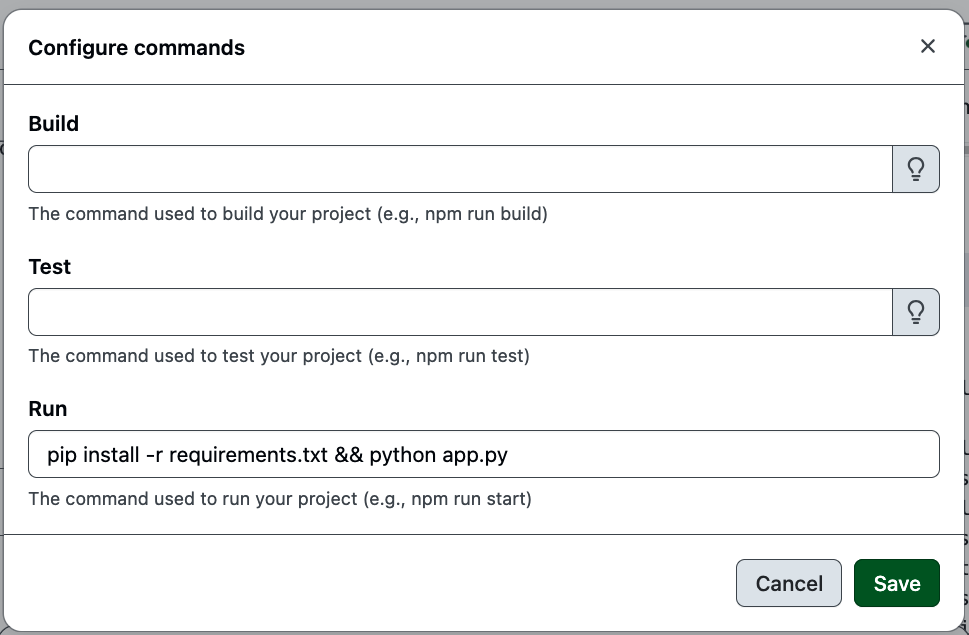 Configure commands
Build
The command used to build your project (e.g., npm run build)
Test
The command used to test your project (e.g., npm run test)
Run
pip install -r requirements.txt && python app.py
The command used to run your project (e.g., npm run start)
Cancel Save